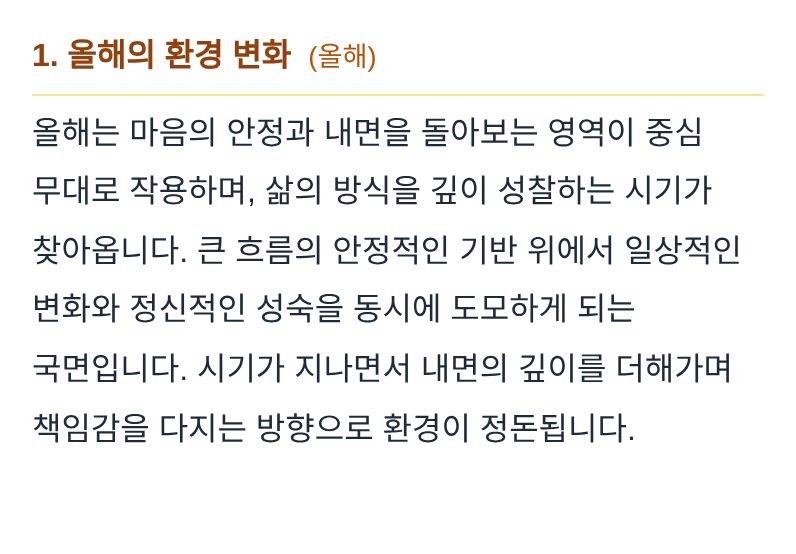 1. 올해의 환경 변화 (올해)
올해는 마음의 안정과 내면을 돌아보는 영역이 중심
무대로 작용하며, 삶의 방식을 깊이 성찰하는 시기가
찾아옵니다. 큰 흐름의 안정적인 기반 위에서 일상적인
변화와 정신적인 성숙을 동시에 도모하게 되는
국면입니다. 시기가 지나면서 내면의 깊이를 더해가며
책임감을 다지는 방향으로 환경이 정돈됩니다.